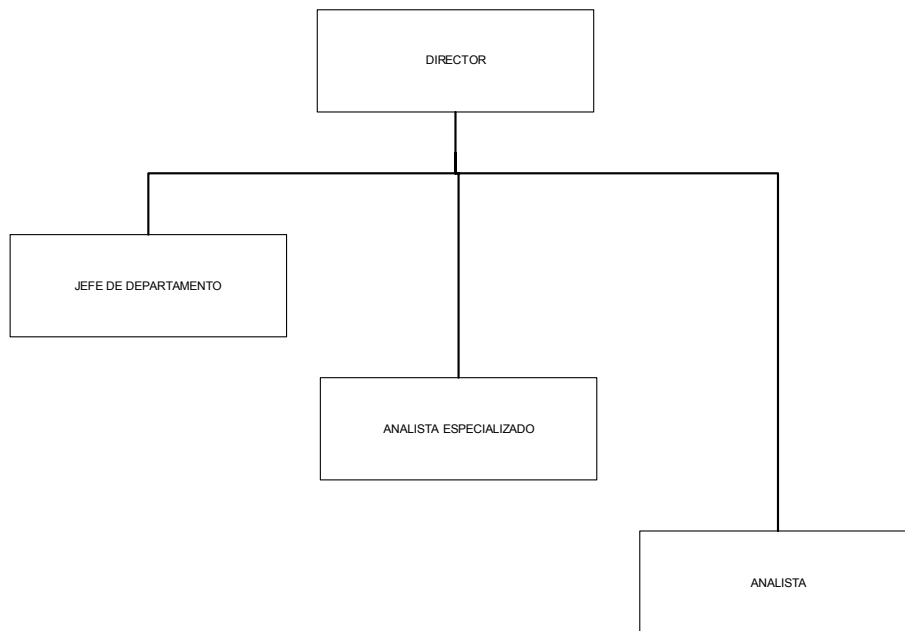 DIRECTOR
JEFE DE DEPARTAMENTO
ANALISTA ESPECIALIZADO
ANALISTA